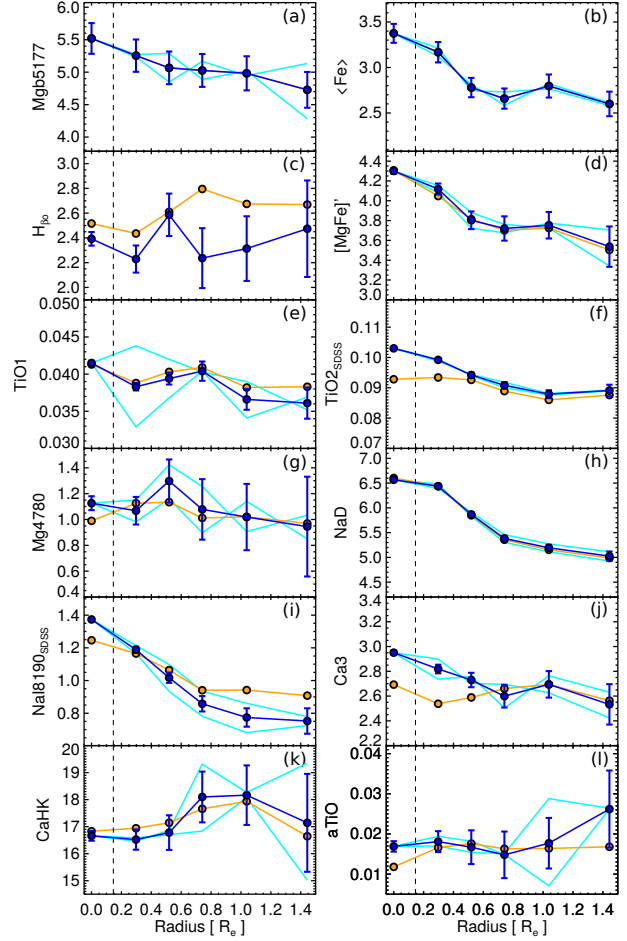 (a)
6.0
5.5
5.0
4.5
4.0
Mgb5177
(b)
3.5
3.0
2.5
⟨Fe⟩
(c)
3.0
2.8
2.6
2.4
2.2
2.0
Hβo
(d)
4.4
4.2
4.0
3.8
3.6
3.4
3.2
3.0
[MgFe]'
(e)
0.050
0.045
0.040
0.035
0.030
TiO1
(f)
0.11
0.10
0.09
0.08
0.07
TiO2SDSS
(g)
1.4
1.2
1.0
0.8
0.6
0.4
Mg4780
(h)
7.0
6.5
6.0
5.5
5.0
4.5
NaD
(i)
1.4
1.2
1.0
0.8
NaI8190SDSS
(j)
3.4
3.2
3.0
2.8
2.6
2.4
2.2
Ca3
(k)
20
19
18
17
16
15
CaHK
(l)
0.04
0.03
0.02
0.01
aTiO
0.0 0.2 0.4 0.6 0.8 1.0 1.2 1.4
Radius [ Re ]
0.0 0.2 0.4 0.6 0.8 1.0 1.2 1.4
Radius [ Re ]